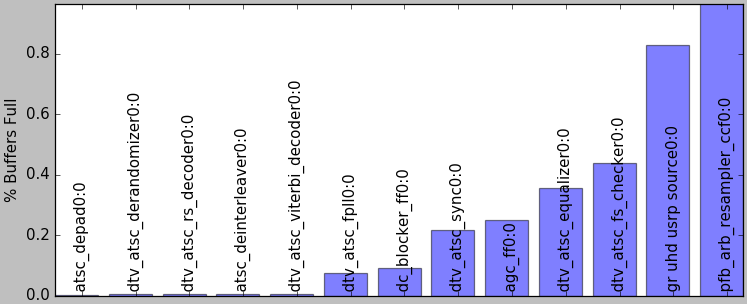 % Buffers Full
0.8
0.6
0.4
0.2
0.0
atsc_depad0:0
dtv_atsc_derandomizer0:0
dtv_atsc_rs_decoder0:0
atsc_deinterleaver0:0
dtv_atsc_viterbi_decoder0:0
dtv_atsc_fpll0:0
dc_blocker_ff0:0
dtv_atsc_sync0:0
agc_ff0:0
dtv_atsc_equalizer0:0
dtv_atsc_fs_checker0:0
gr uhd usrp source0:0
pfb_arb_resampler_ccf0:0